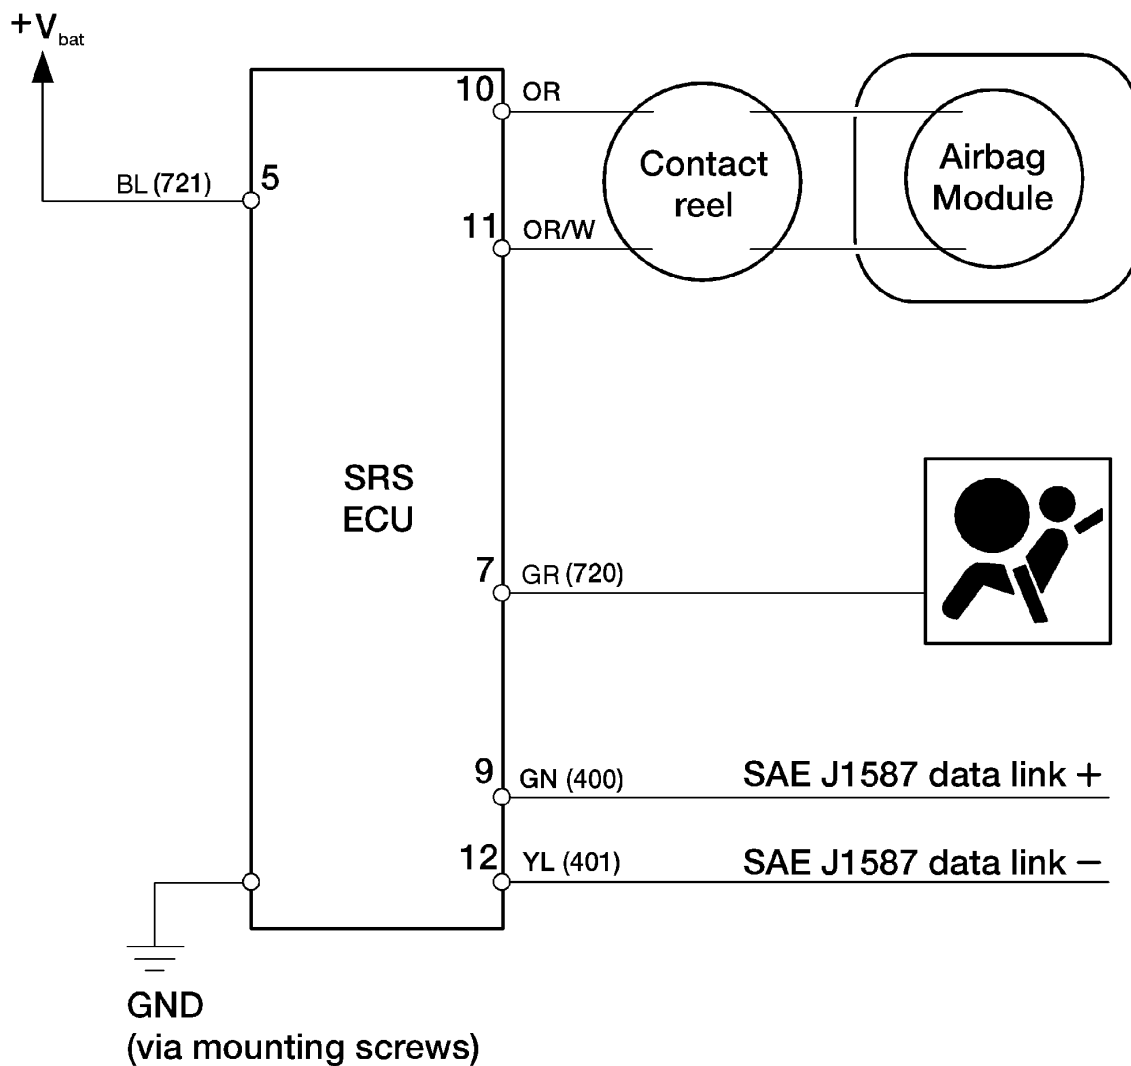 +Vbat
10 OR
Contact
reel
Airbag
Module
BL (721) 5
11 OR/W
SRS
ECU
7 GR (720)
9 GN (400) SAE J1587 data link +
12 YL (401) SAE J1587 data link −
GND
(via mounting screws)